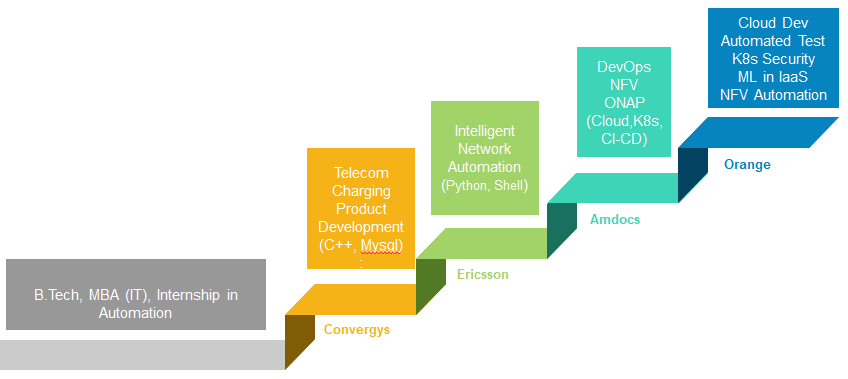 B.Tech, MBA (IT), Internship in
Automation
Telecom
Charging
Product
Development
(C++, Mysql)
:
Convergys
Intelligent
Network
Automation
(Python, Shell)
Ericsson
DevOps
NFV
ONAP
(Cloud,K8s,
CI-CD)
Amdocs
Cloud Dev
Automated Test
K8s Security
ML in IaaS
NFV Automation
Orange